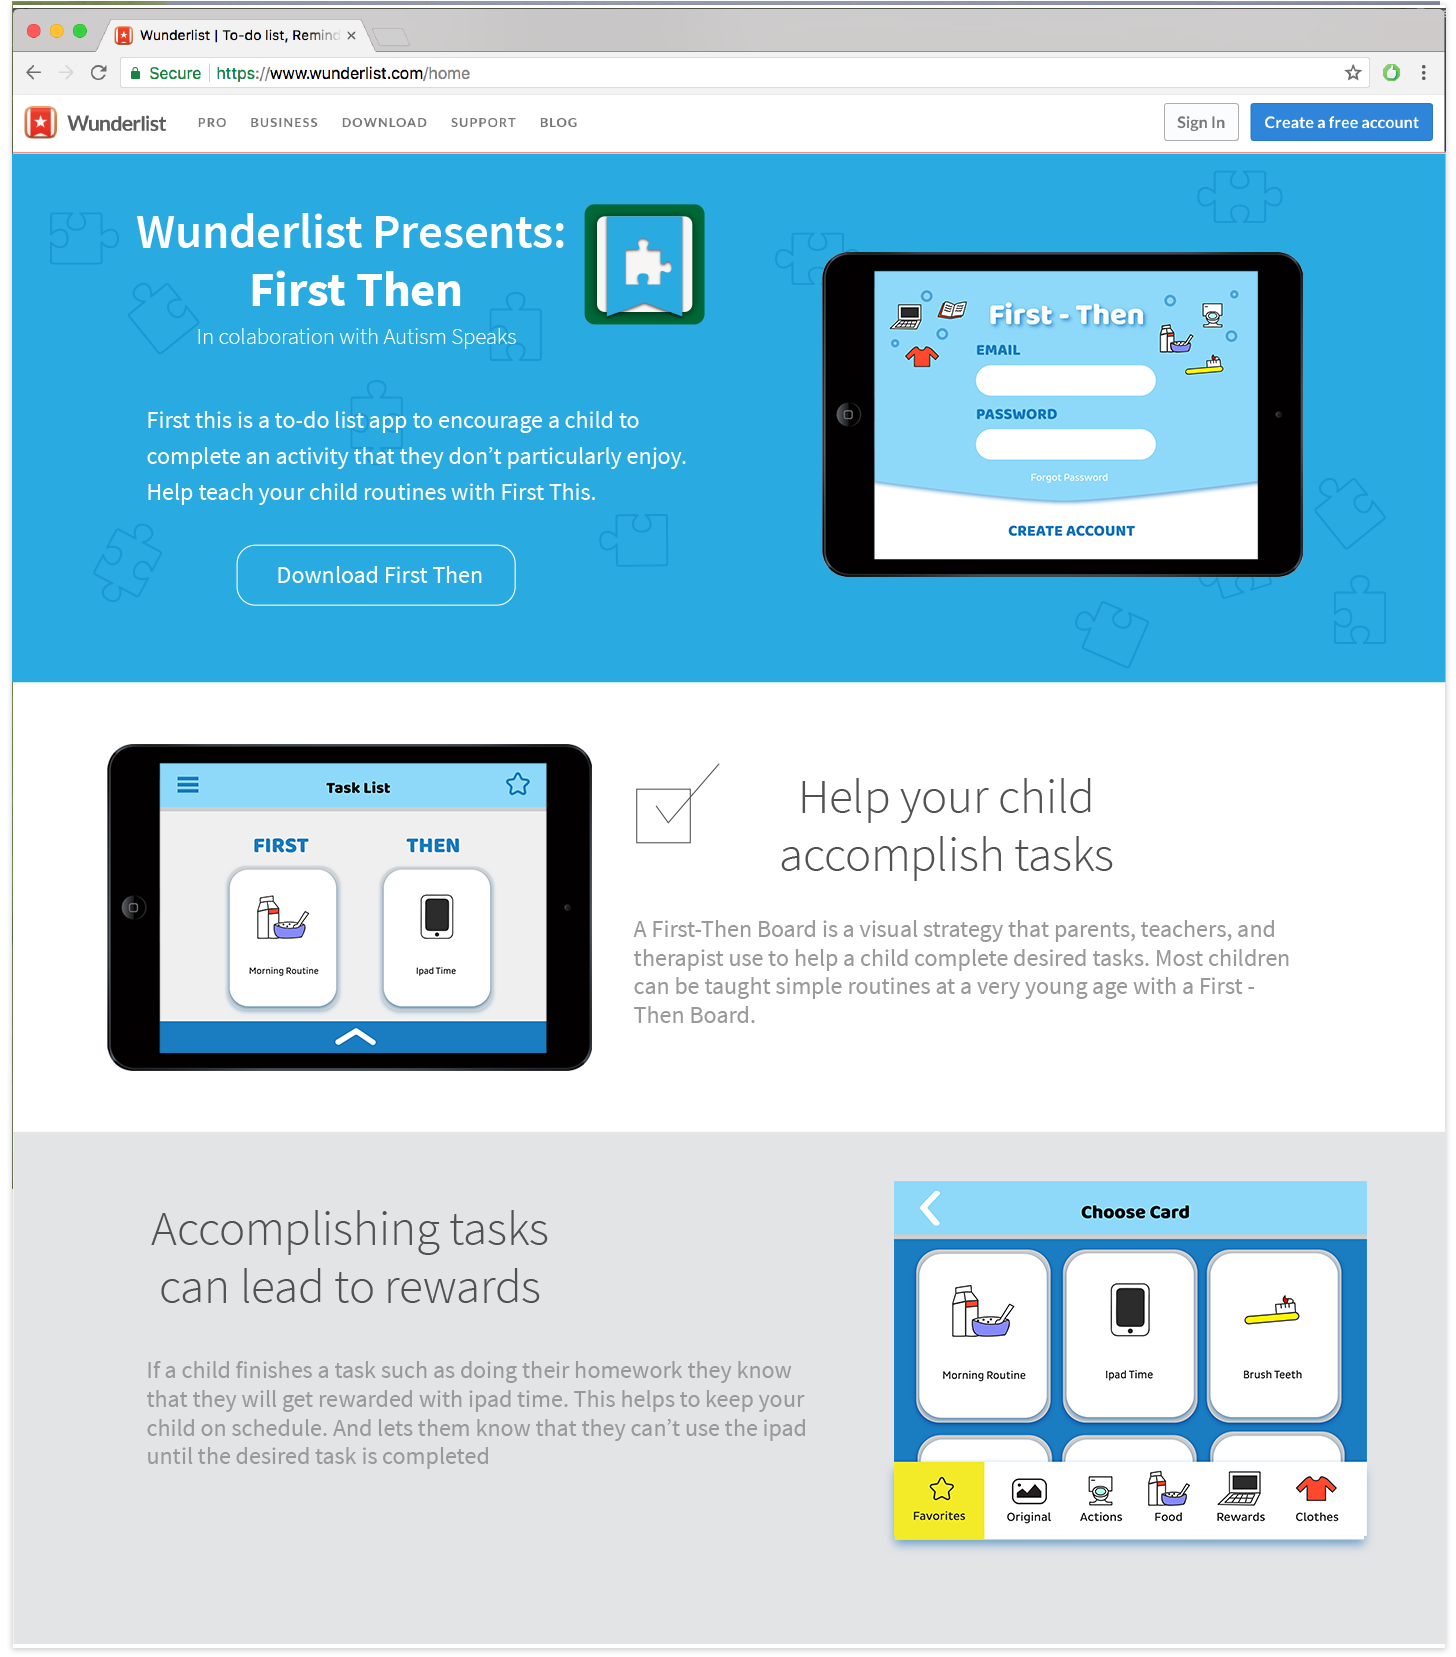 Wunderlist | To-do list, Remind
Secure https://www.wunderlist.com/home
Wunderlist PRO BUSINESS DOWNLOAD SUPPORT BLOG Sign In Create a free account
Wunderlist Presents:
First Then
In colaboration with Autism Speaks
First this is a to-do list app to encourage a child to
complete an activity that they don’t particularly enjoy.
Help teach your child routines with First This.
Download First Then
First - Then
EMAIL
PASSWORD
Forgot Password
CREATE ACCOUNT
Task List
FIRST THEN
Morning Routine Ipad Time
Help your child
accomplish tasks
A First-Then Board is a visual strategy that parents, teachers, and
therapist use to help a child complete desired tasks. Most children
can be taught simple routines at a very young age with a First -
Then Board.
Accomplishing tasks
can lead to rewards
If a child finishes a task such as doing their homework they know
that they will get rewarded with ipad time. This helps to keep your
child on schedule. And lets them know that they can’t use the ipad
until the desired task is completed
Choose Card
Morning Routine Ipad Time Brush Teeth
Favorites Original Actions Food Rewards Clothes